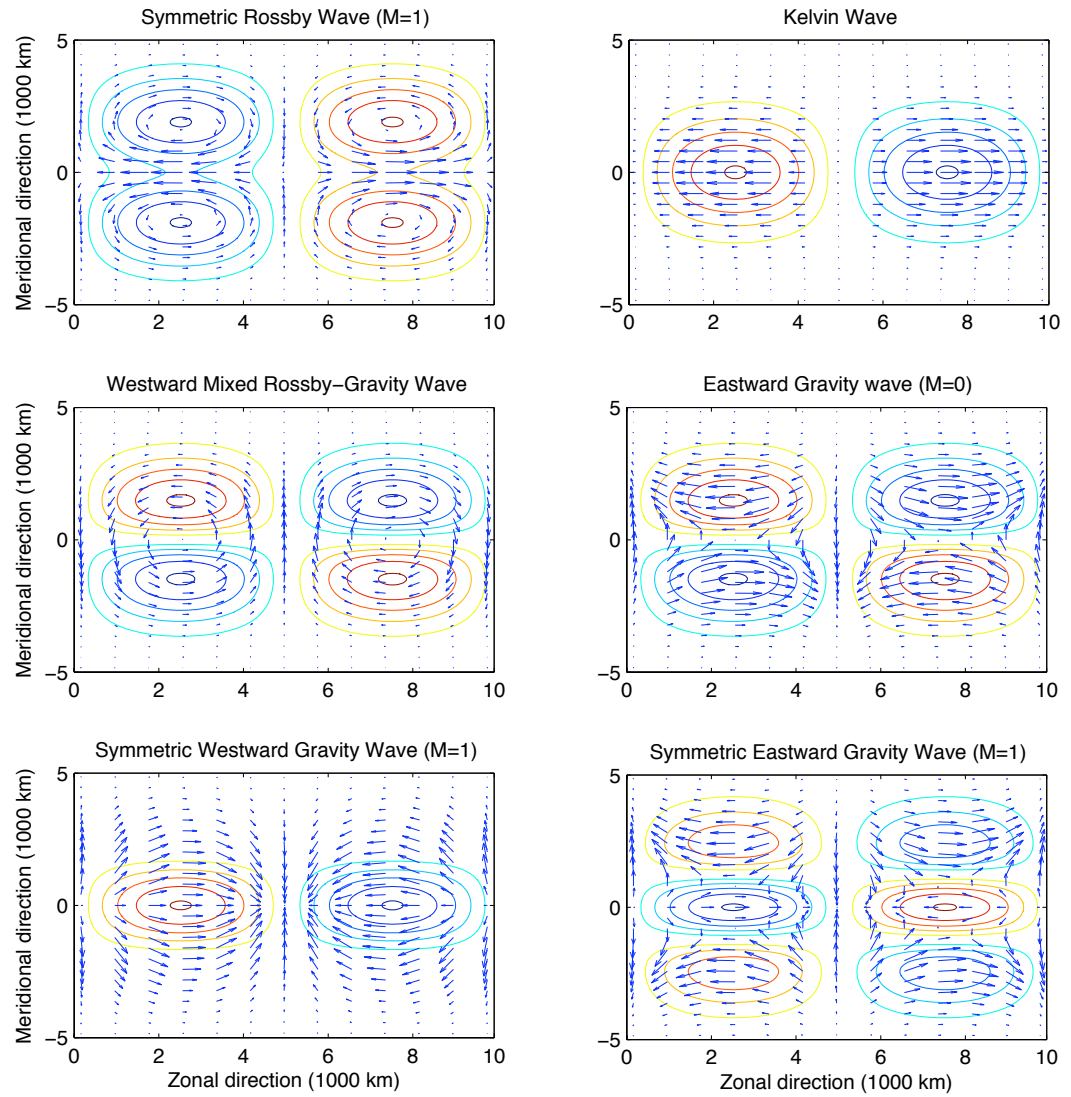 Symmetric Rossby Wave (M=1)
Meridional direction (1000 km)
5
0
−5
0 2 4 6 8 10
Kelvin Wave
5
0
−5
0 2 4 6 8 10
Westward Mixed Rossby−Gravity Wave
Meridional direction (1000 km)
5
0
−5
0 2 4 6 8 10
Eastward Gravity wave (M=0)
5
0
−5
0 2 4 6 8 10
Symmetric Westward Gravity Wave (M=1)
Meridional direction (1000 km)
5
0
−5
0 2 4 6 8 10
Zonal direction (1000 km)
Symmetric Eastward Gravity Wave (M=1)
5
0
−5
0 2 4 6 8 10
Zonal direction (1000 km)